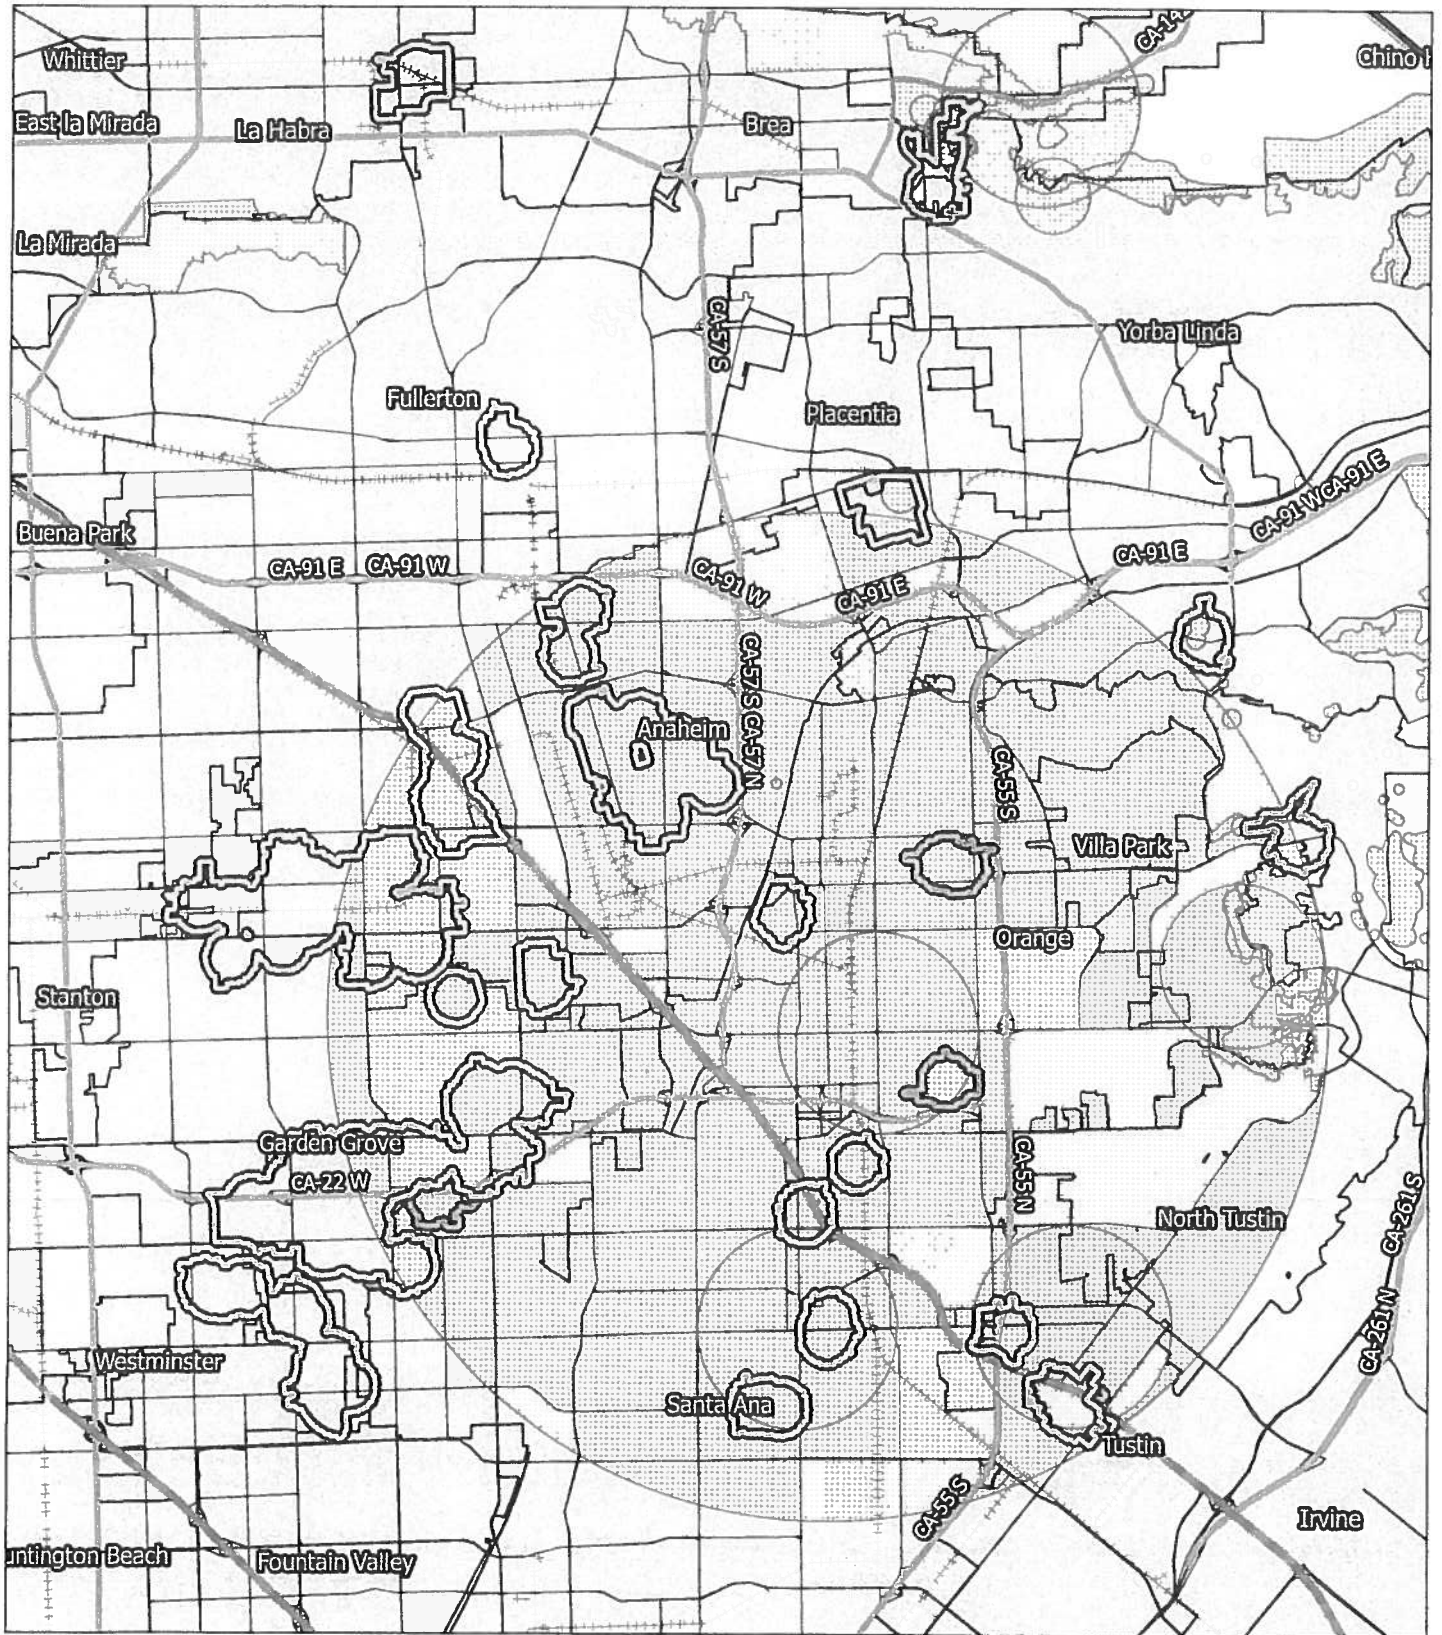 CA-14
Whittier
Chino H
East la Mirada
La Habra
Brea
La Mirada
CA-57 S
Yorba Linda
Fullerton
Placentia
Buena Park
CA-91 W
CA-91 E
CA-91 E
CA-91 W
CA-91 W
CA-91 E
CA-91 E
CA-57 S
CA-57 N
Anaheim
CA-55 S
Villa Park
Orange
Stanton
Garden Grove
CA-22 W
CA-55 N
North Tustin
CA-261 S
CA-261 N
Westminster
Santa Ana
Tustin
CA-55 S
Irvine
untington Beach
Fountain Valley